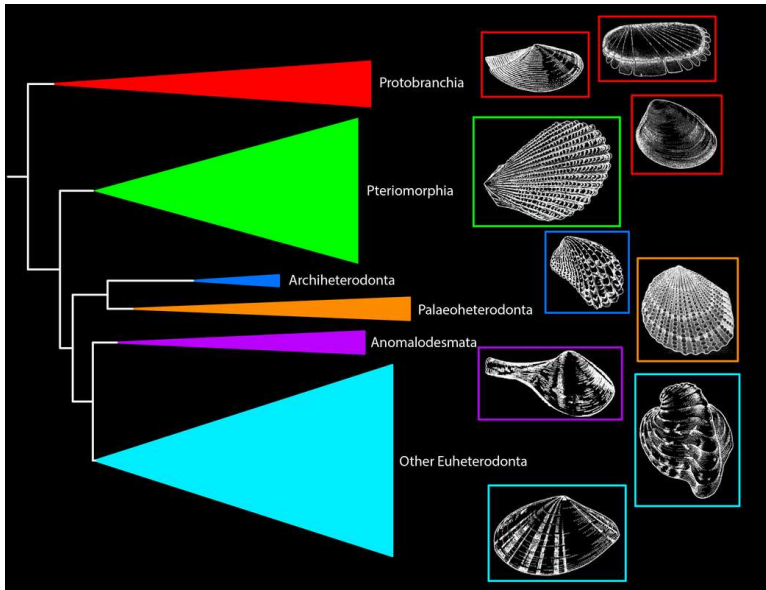 Protobranchia
Pteriomorphia
Archiheterodonta
Palaeoheterodonta
Anomalodesmata
Other Euheterodonta